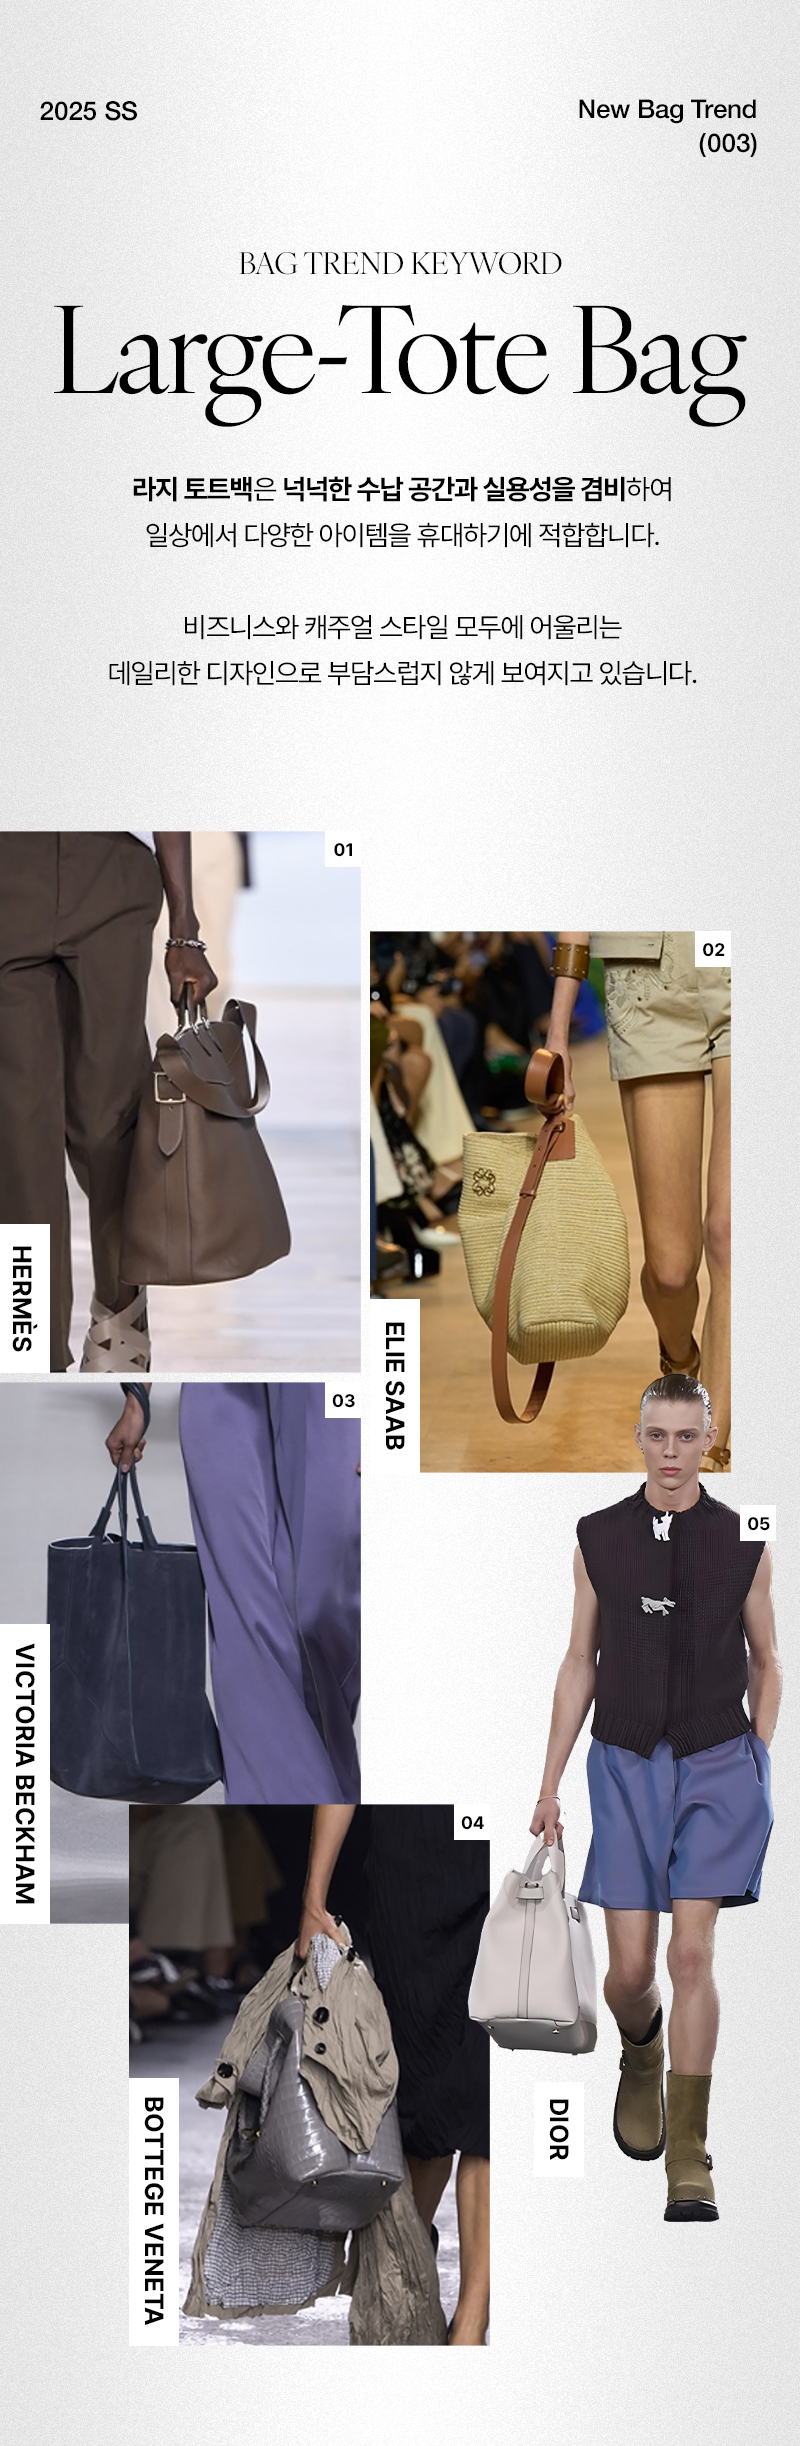 2025 SS
New Bag Trend
(003)
BAG TREND KEYWORD
Large-Tote Bag
라지 토트백은 넉넉한 수납 공간과 실용성을 겸비하여
일상에서 다양한 아이템을 휴대하기에 적합합니다.
비즈니스와 캐주얼 스타일 모두에 어울리는
데일리한 디자인으로 부담스럽지 않게 보여지고 있습니다.
01
HERMÈS
02
ELIE SAAB
03
VICTORIA BECKHAM
04
BOTTEGE VENETA
05
DIOR